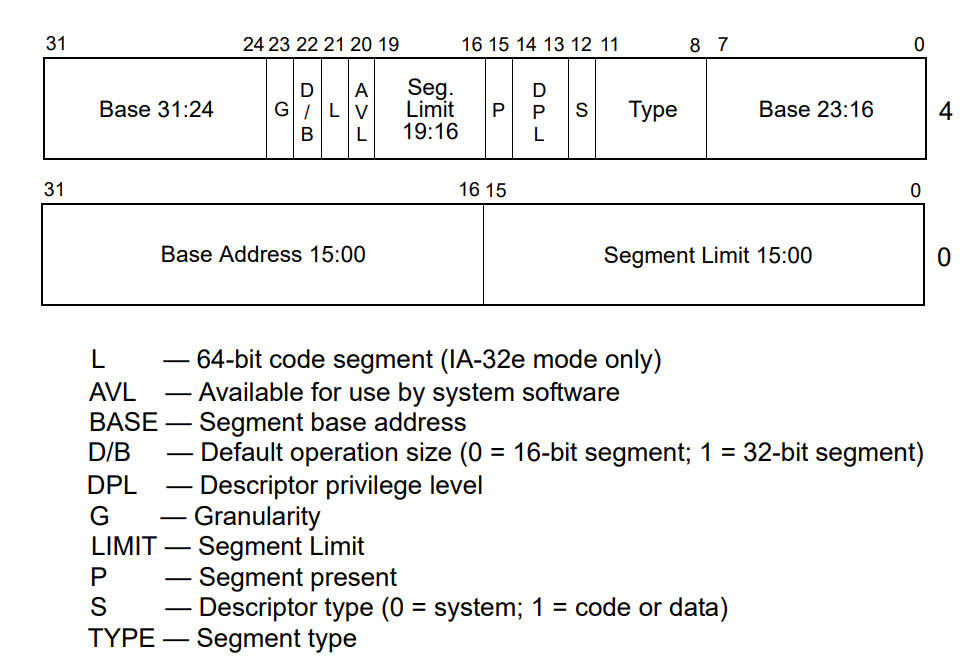 31 24 23 22 21 20 19 16 15 14 13 12 11 8 7 0
Base 31:24 G D/B L AVL Seg. Limit 19:16 P DPL S Type Base 23:16 4
31 16 15 0
Base Address 15:00 Segment Limit 15:00 0
L — 64-bit code segment (IA-32e mode only)
AVL — Available for use by system software
BASE — Segment base address
D/B — Default operation size (0 = 16-bit segment; 1 = 32-bit segment)
DPL — Descriptor privilege level
G — Granularity
LIMIT — Segment Limit
P — Segment present
S — Descriptor type (0 = system; 1 = code or data)
TYPE — Segment type